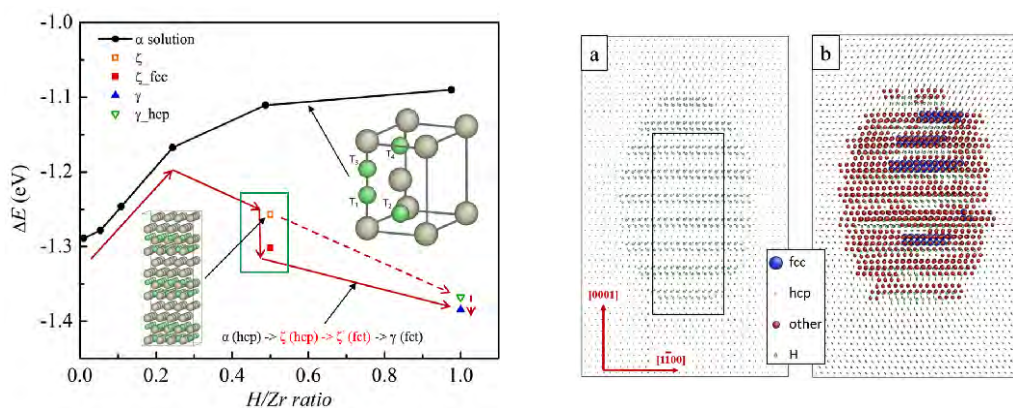 -1.0
-1.1
-1.2
-1.3
-1.4
ΔE (eV)
α solution
ζ
ζ_fcc
γ
γ_hcp
T3
T4
T1
T2
α (hcp) -> ζ (hcp) -> ζ' (fct) -> γ (fct)
0.0 0.2 0.4 0.6 0.8 1.0
H/Zr ratio
a
[0001]
[11̄00]
b
fcc
hcp
other
H